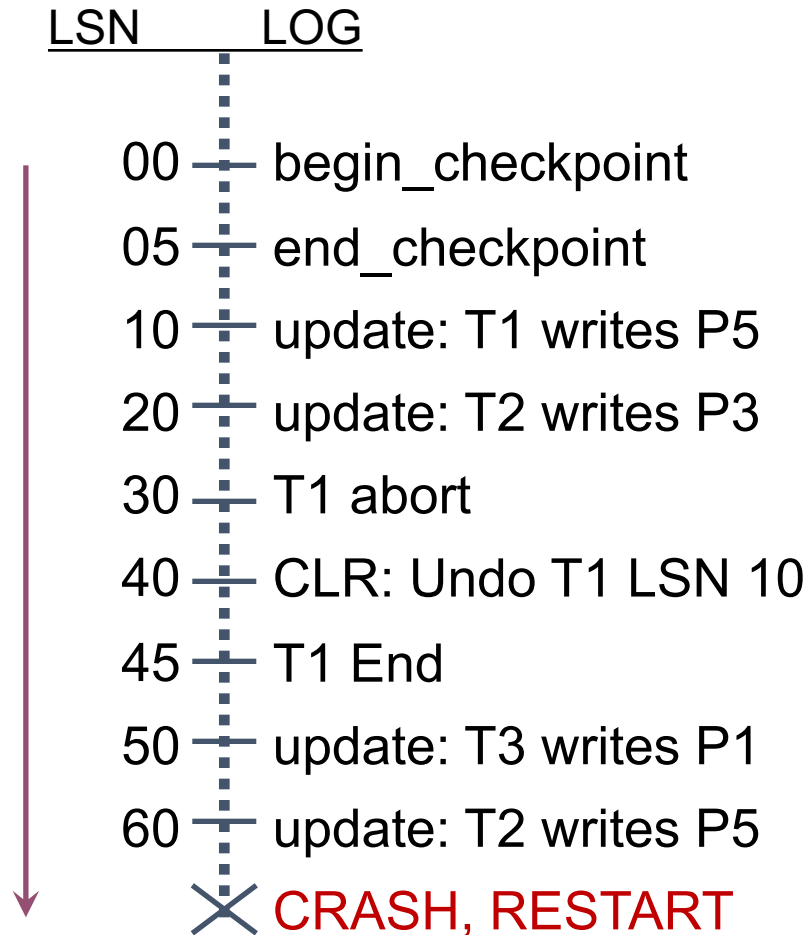 LSN LOG
00 begin_checkpoint
05 end_checkpoint
10 update: T1 writes P5
20 update: T2 writes P3
30 T1 abort
40 CLR: Undo T1 LSN 10
45 T1 End
50 update: T3 writes P1
60 update: T2 writes P5
CRASH, RESTART